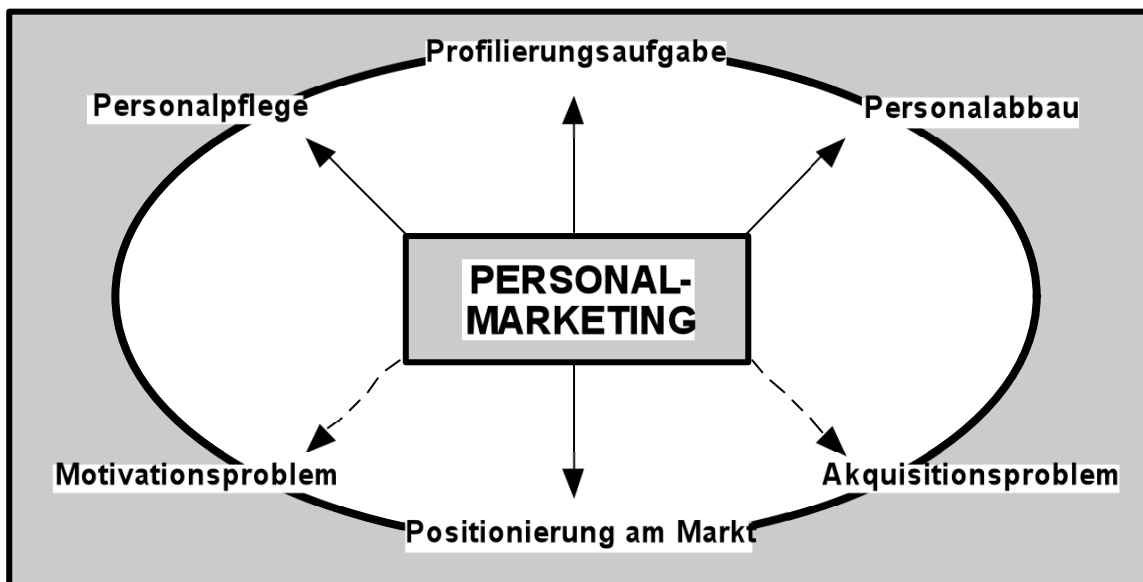 Profilierungsaufgabe
Personalpflege
Personalabbau
PERSONAL-
MARKETING
Motivationsproblem
Akquisitionsproblem
Positionierung am Markt